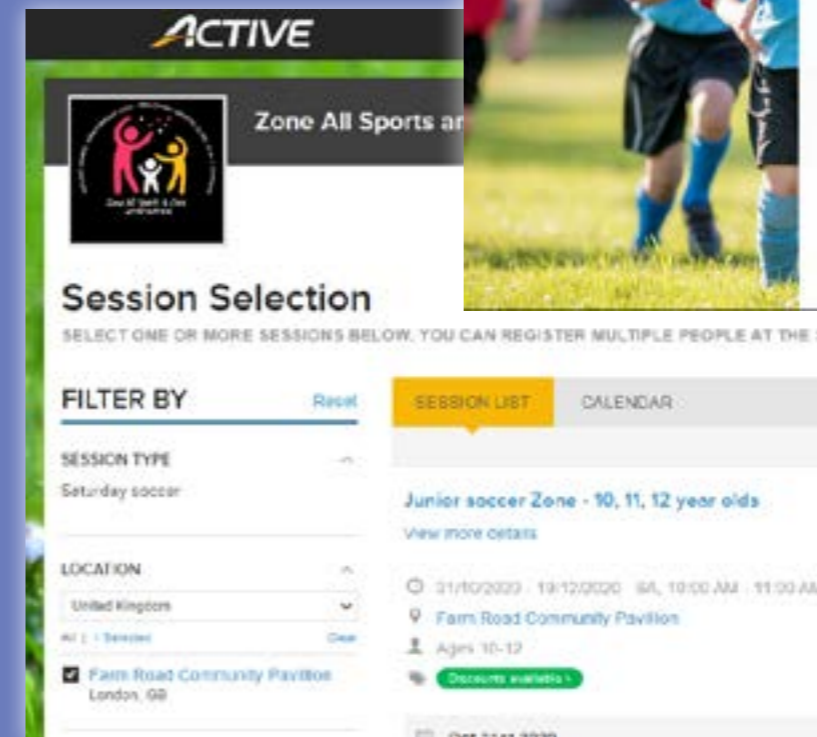 ACTIVE
Zone All Sports ar
Session Selection
SELECT ONE OR MORE SESSIONS BELOW. YOU CAN REGISTER MULTIPLE PEOPLE AT THE
FILTER BY
Reset
SESSION LIST
CALENDAR
SESSION TYPE
Saturday soccer
Junior soccer Zone - 10, 11, 12 year olds
View more details
LOCATION
31/10/2020 - 19/12/2020 SA, 10:00 AM - 11:00 AM
United Kingdom
Farm Road Community Pavilion
Clear
Ages 10-12
Farm Road Community Pavilion
London, GB
Discounts available >
Oct 31st 2020